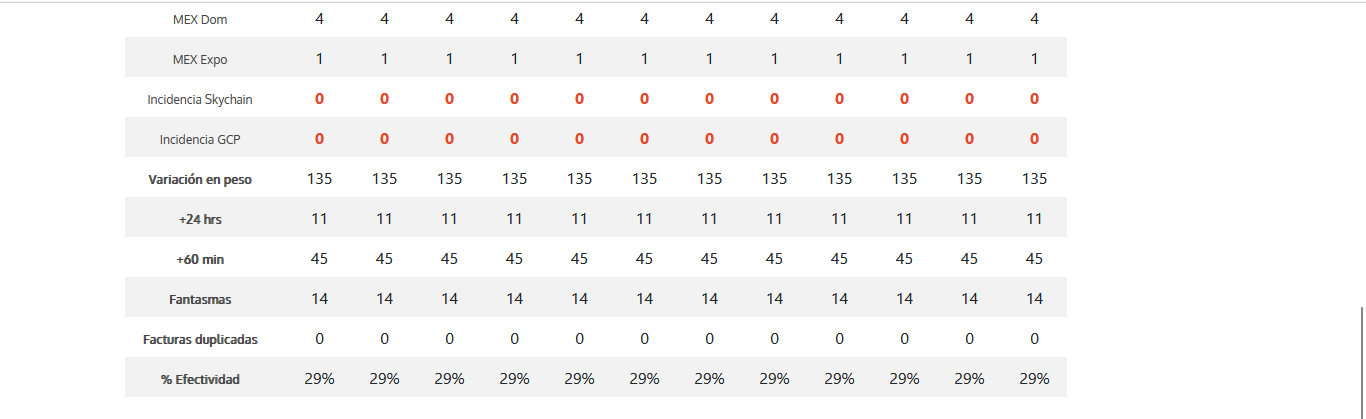 MEX Dom 4 4 4 4 4 4 4 4 4 4 4 4
MEX Expo 1 1 1 1 1 1 1 1 1 1 1 1
Incidencia Skychain 0 0 0 0 0 0 0 0 0 0 0 0
Incidencia GCP 0 0 0 0 0 0 0 0 0 0 0 0
Variación en peso 135 135 135 135 135 135 135 135 135 135 135 135
+24 hrs 11 11 11 11 11 11 11 11 11 11 11 11
+60 min 45 45 45 45 45 45 45 45 45 45 45 45
Fantasmas 14 14 14 14 14 14 14 14 14 14 14 14
Facturas duplicadas 0 0 0 0 0 0 0 0 0 0 0 0
% Efectividad 29% 29% 29% 29% 29% 29% 29% 29% 29% 29% 29% 29%